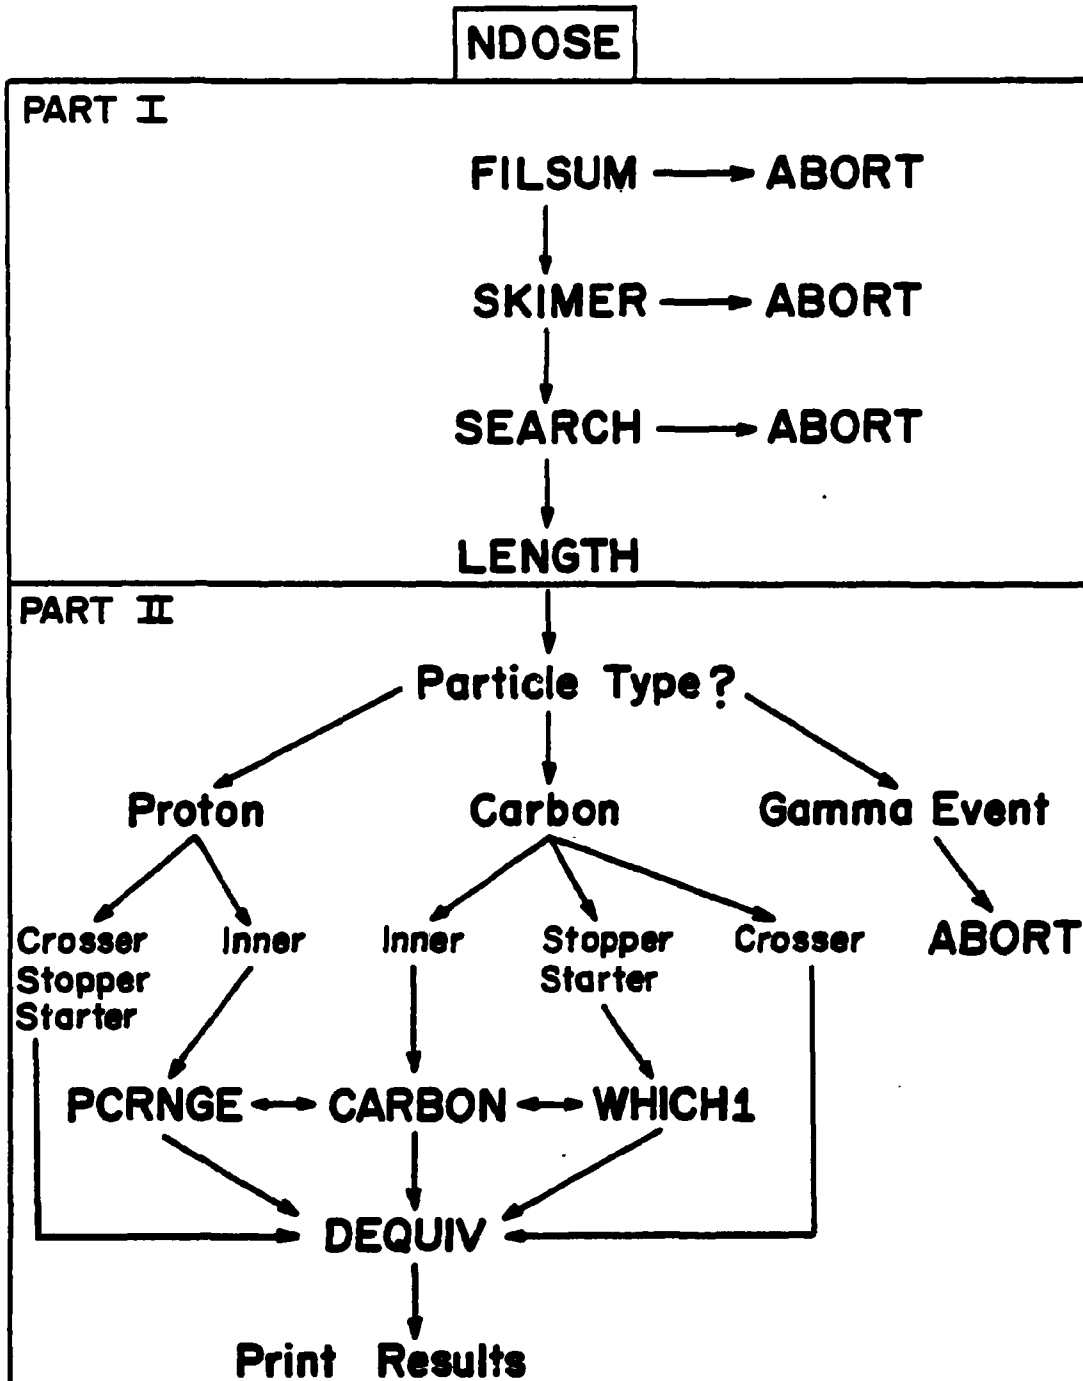 NDOSE
PART I
FILSUM ABORT
SKIMER ABORT
SEARCH ABORT
LENGTH
PART II
Particle Type?
Proton Carbon Gamma Event
Crosser Inner Inner Stopper Crosser ABORT
Stopper Starter
Starter
PCRNGE CARBON WHICH1
DEQUIV
Print Results